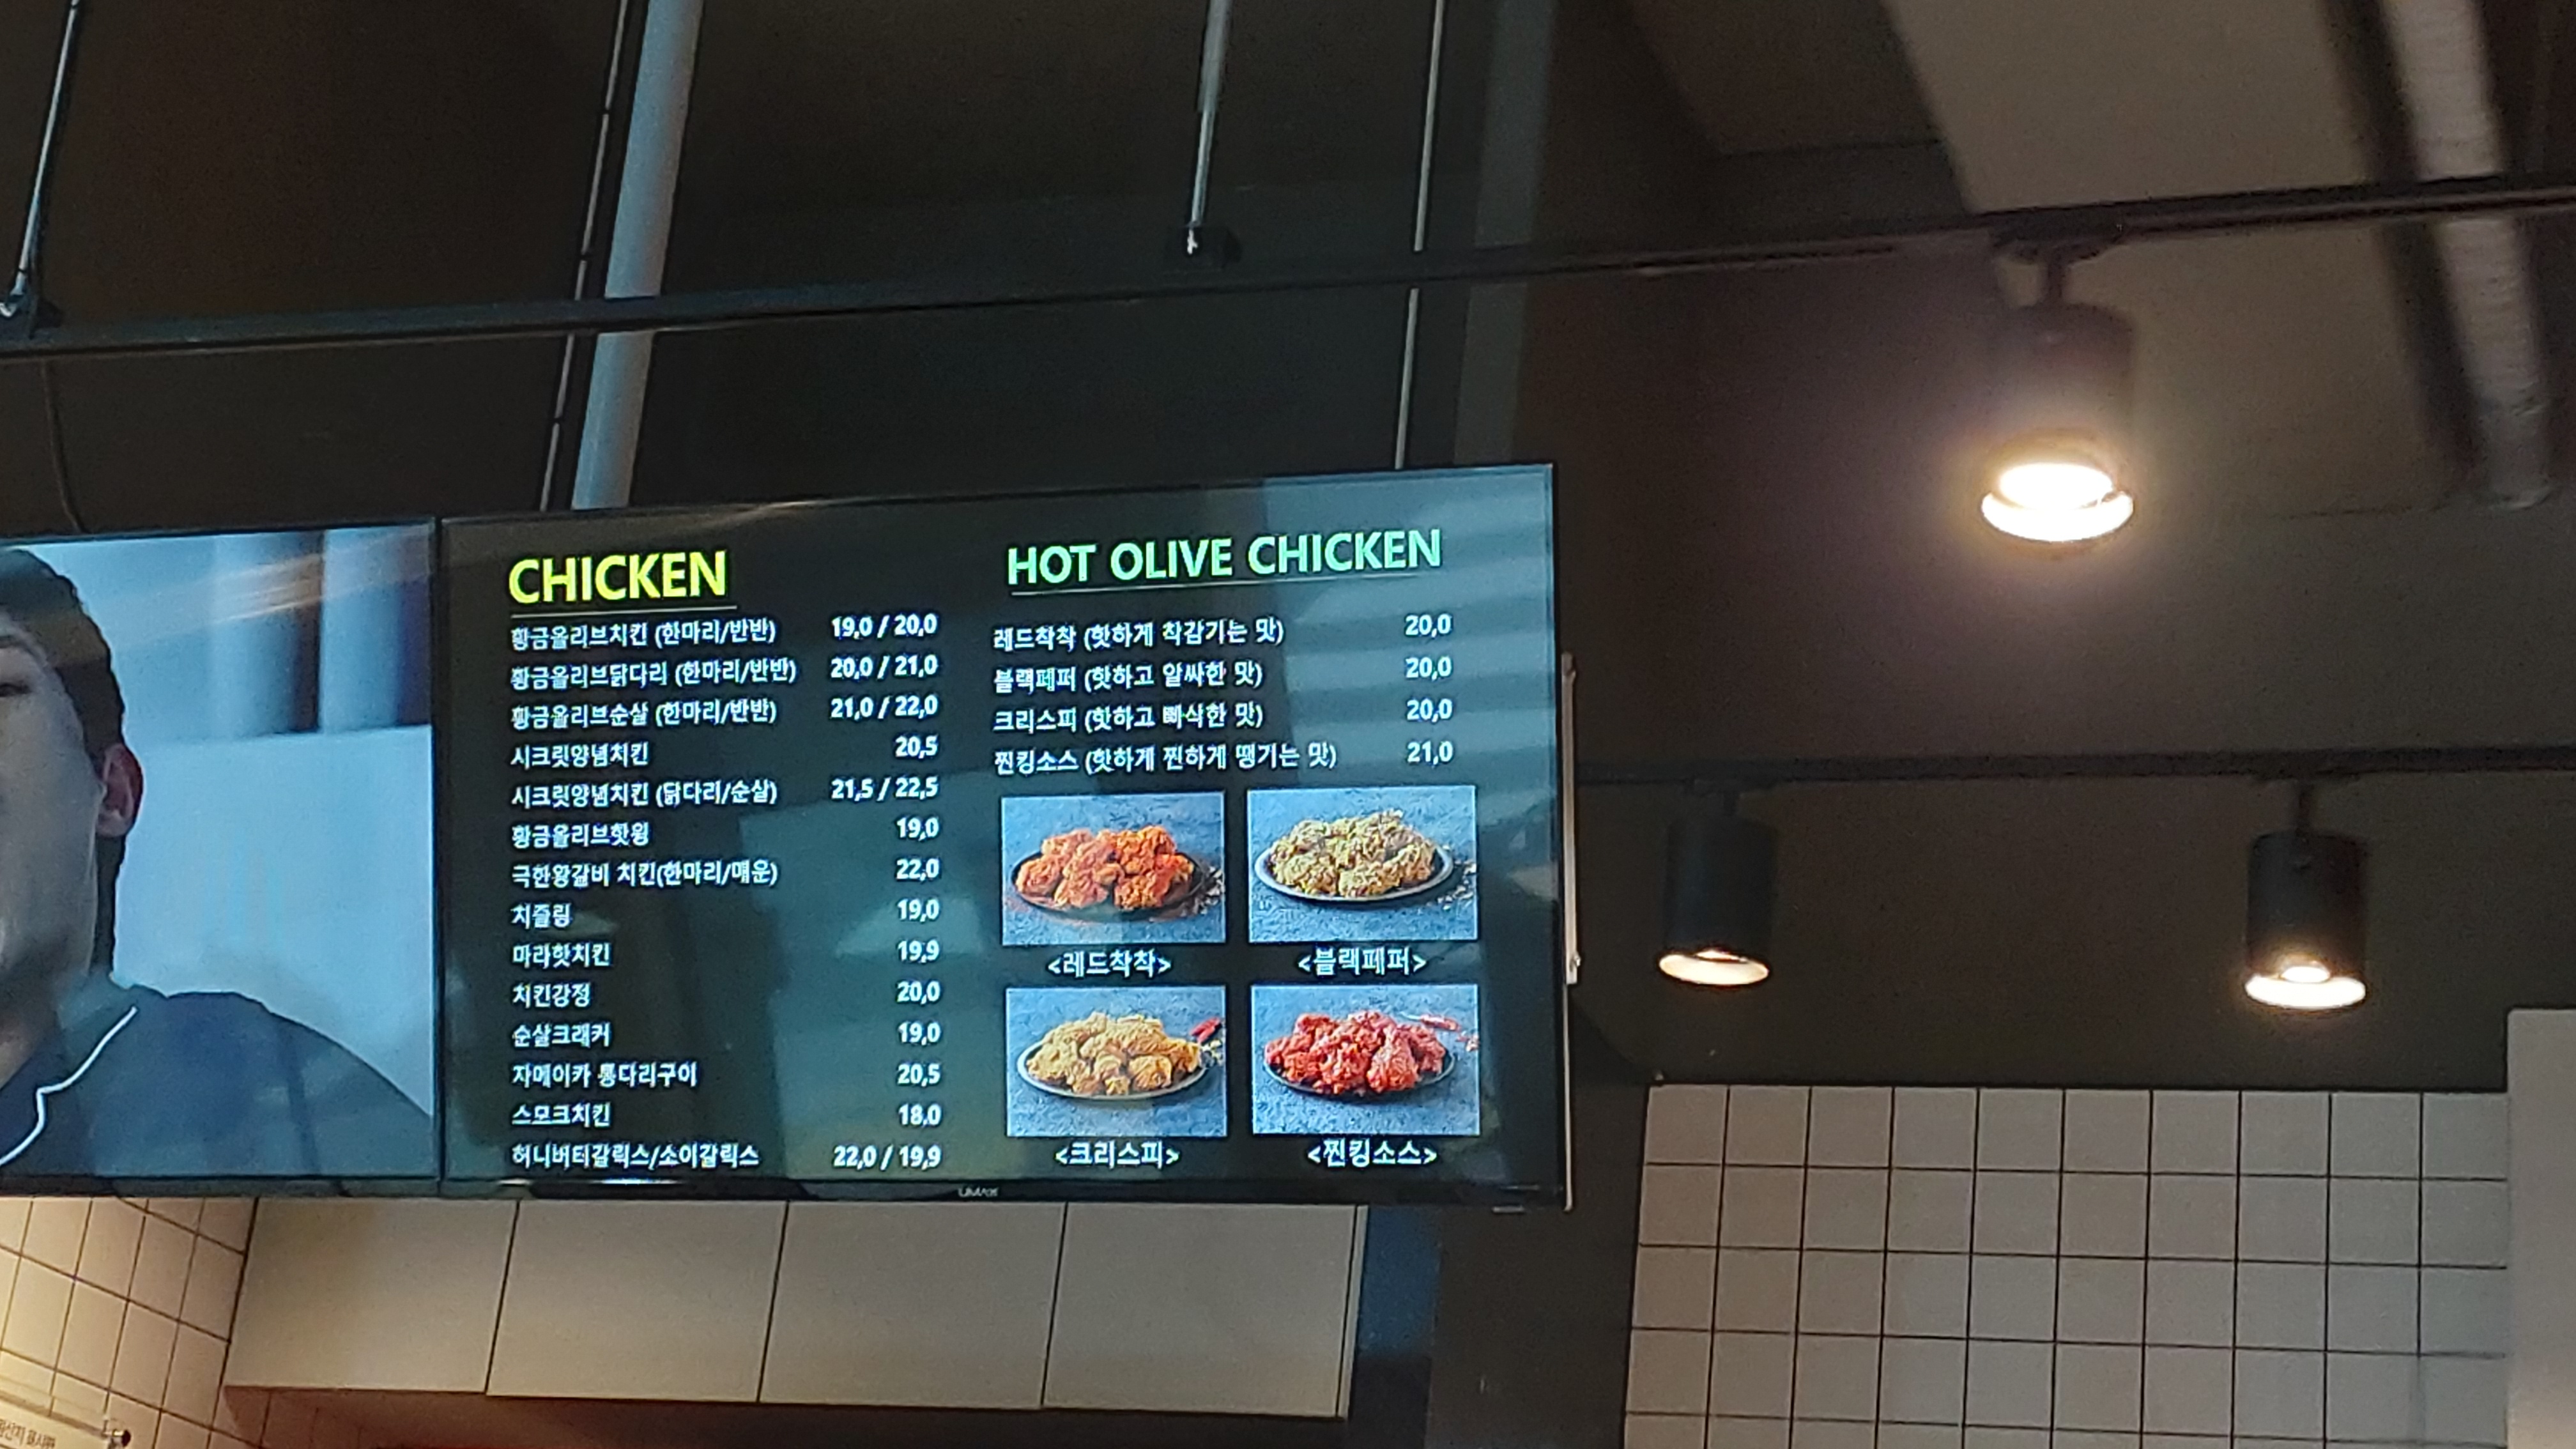 CHICKEN
황금올리브치킨 (한마리/반반) 19,0 / 20,0
황금올리브닭다리 (한마리/반반) 20,0 / 21,0
황금올리브순살 (한마리/반반) 21,0 / 22,0
시크릿양념치킨 20,5
시크릿양념치킨 (닭다리/순살) 21,5 / 22,5
황금올리브핫윙 19,0
극한왕갈비 치킨(한마리/매운) 22,0
치즐링 19,0
마라핫치킨 19,9
치킨강정 20,0
순살크래커 19,0
자메이카 통다리구이 20,5
스모크치킨 18,0
허니버터갈릭스/소이갈릭스 22,0 / 19,9
HOT OLIVE CHICKEN
레드착착 (핫하게 착감기는 맛) 20,0
블랙페퍼 (핫하고 알싸한 맛) 20,0
크리스피 (핫하고 빠삭한 맛) 20,0
찐킹소스 (핫하게 찐하게 땡기는 맛) 21,0
<레드착착> <블랙페퍼>
<크리스피> <찐킹소스>